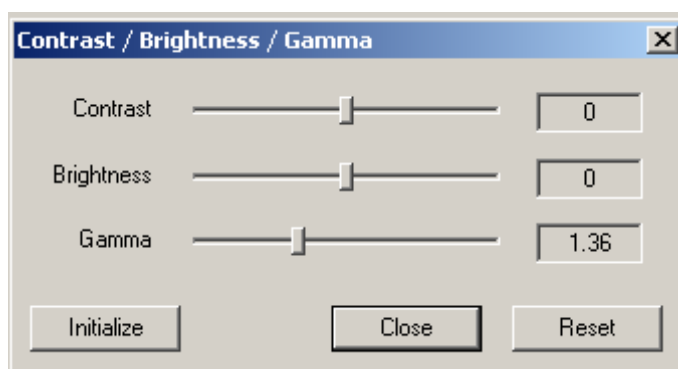 Contrast / Brightness / Gamma
Contrast 0
Brightness 0
Gamma 1.36
Initialize Close Reset